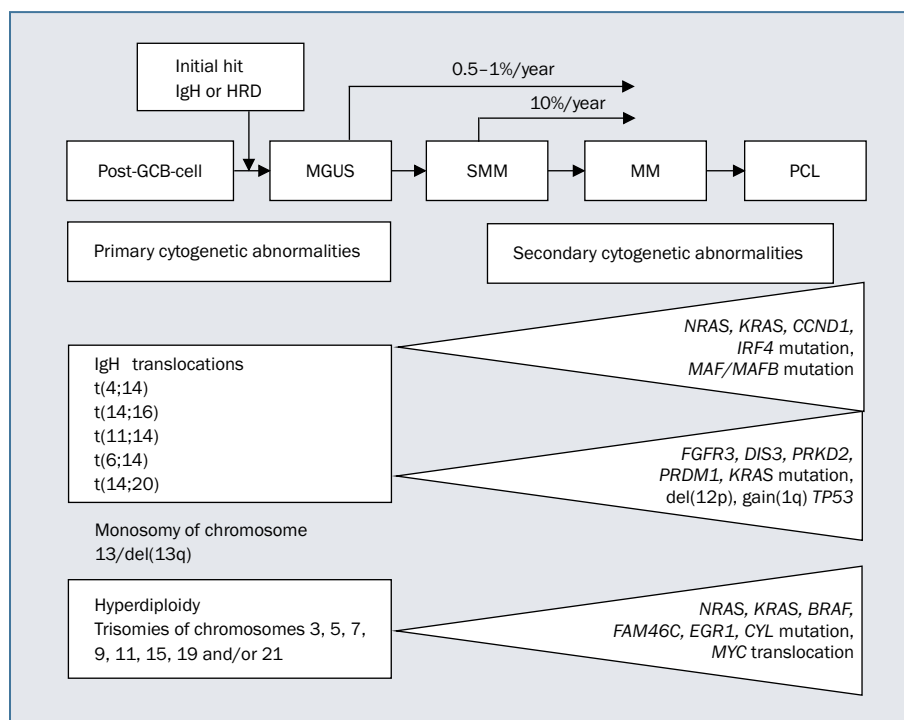 Initial hit
IgH or HRD
0.5–1%/year
10%/year
Post-GCB-cell
MGUS
SMM
MM
PCL
Primary cytogenetic abnormalities
Secondary cytogenetic abnormalities
NRAS, KRAS, CCND1,
IRF4 mutation,
MAF/MAFB mutation
IgH translocations
t(4;14)
t(14;16)
t(11;14)
t(6;14)
t(14;20)
FGFR3, DIS3, PRKD2,
PRDM1, KRAS mutation,
del(12p), gain(1q) TP53
Monosomy of chromosome
13/del(13q)
Hyperdiploidy
Trisomies of chromosomes 3, 5, 7,
9, 11, 15, 19 and/or 21
NRAS, KRAS, BRAF,
FAM46C, EGR1, CYL mutation,
MYC translocation